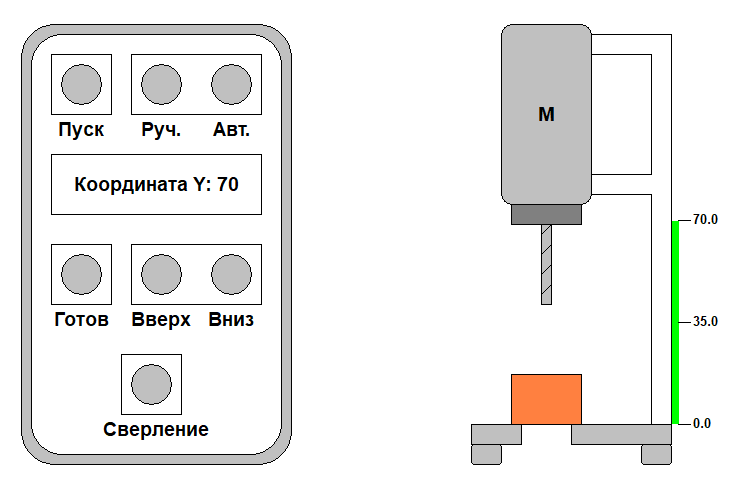 Пуск Руч. Авт.
Координата Y: 70
Готов Вверх Вниз
Сверление
M
70.0
35.0
0.0